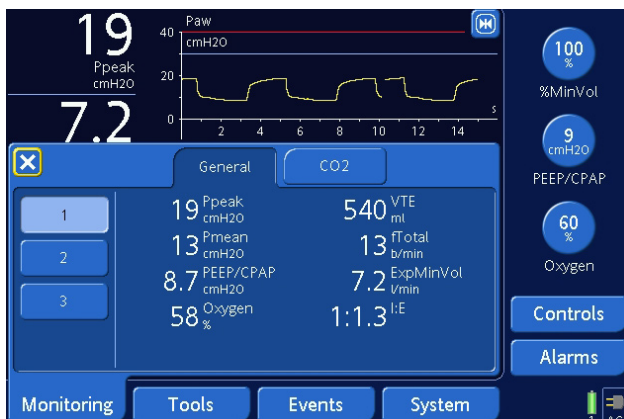 19
Ppeak
cmH2O
7.2
Paw
cmH2O
40
20
0
2 4 6 8 10 12 14
s
100
%
%MinVol
9
cmH2O
PEEP/CPAP
60
%
Oxygen
Controls
Alarms
General
CO2
1
2
3
19 Ppeak
cmH2O
540 VTE
ml
13 Pmean
cmH2O
13 fTotal
b/min
8.7 PEEP/CPAP
cmH2O
7.2 ExpMinVol
l/min
58 Oxygen
%
1:1.3 I:E
Monitoring
Tools
Events
System